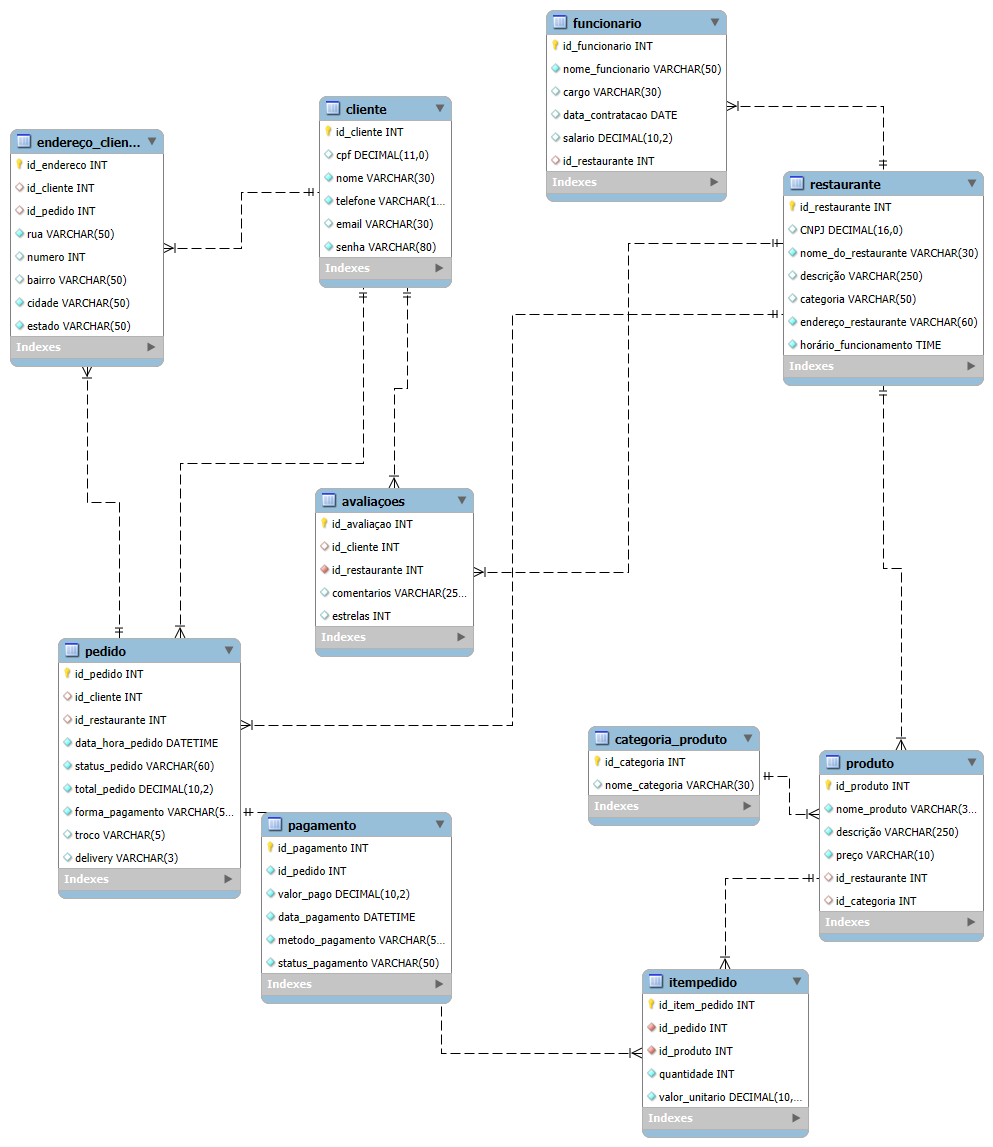 funcionario
id_funcionario INT
nome_funcionario VARCHAR(50)
cargo VARCHAR(30)
data_contratacao DATE
salario DECIMAL(10,2)
id_restaurante INT
Indexes
cliente
id_cliente INT
cpf DECIMAL(11,0)
nome VARCHAR(30)
telefone VARCHAR(1...
email VARCHAR(30)
senha VARCHAR(80)
Indexes
endereço_clien...
id_endereco INT
id_cliente INT
id_pedido INT
rua VARCHAR(50)
numero INT
bairro VARCHAR(50)
cidade VARCHAR(50)
estado VARCHAR(50)
Indexes
restaurante
id_restaurante INT
CNPJ DECIMAL(16,0)
nome_do_restaurante VARCHAR(30)
descrição VARCHAR(250)
categoria VARCHAR(50)
endereço_restaurante VARCHAR(60)
horário_funcionamento TIME
Indexes
avaliaçoes
id_avaliaçao INT
id_cliente INT
id_restaurante INT
comentarios VARCHAR(25...
estrelas INT
Indexes
pedido
id_pedido INT
id_cliente INT
id_restaurante INT
data_hora_pedido DATETIME
status_pedido VARCHAR(60)
total_pedido DECIMAL(10,2)
forma_pagamento VARCHAR(5...
troco VARCHAR(5)
delivery VARCHAR(3)
Indexes
categoria_produto
id_categoria INT
nome_categoria VARCHAR(30)
Indexes
produto
id_produto INT
nome_produto VARCHAR(3...
descrição VARCHAR(250)
preço VARCHAR(10)
id_restaurante INT
id_categoria INT
Indexes
pagamento
id_pagamento INT
id_pedido INT
valor_pago DECIMAL(10,2)
data_pagamento DATETIME
metodo_pagamento VARCHAR(5...
status_pagamento VARCHAR(50)
Indexes
itempedido
id_item_pedido INT
id_pedido INT
id_produto INT
quantidade INT
valor_unitario DECIMAL(10,...
Indexes